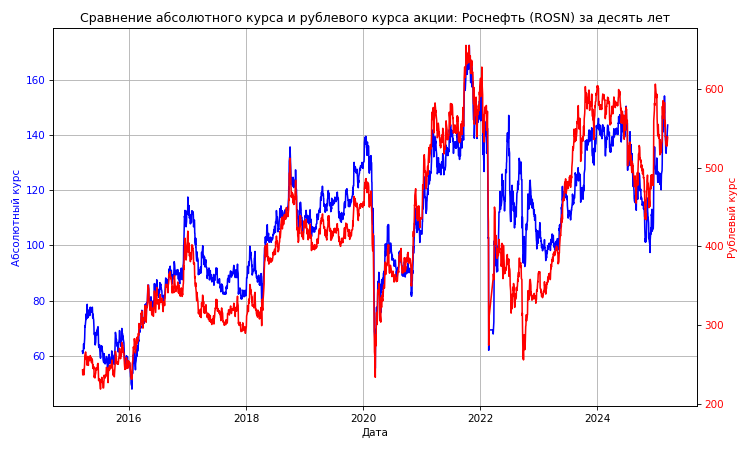 Сравнение абсолютного курса и рублевого курса акции: Роснефть (ROSN) за десять лет
Абсолютный курс
160
140
120
100
80
60
600
500
400
300
200
Рублевый курс
2016 2018 2020 2022 2024
Дата